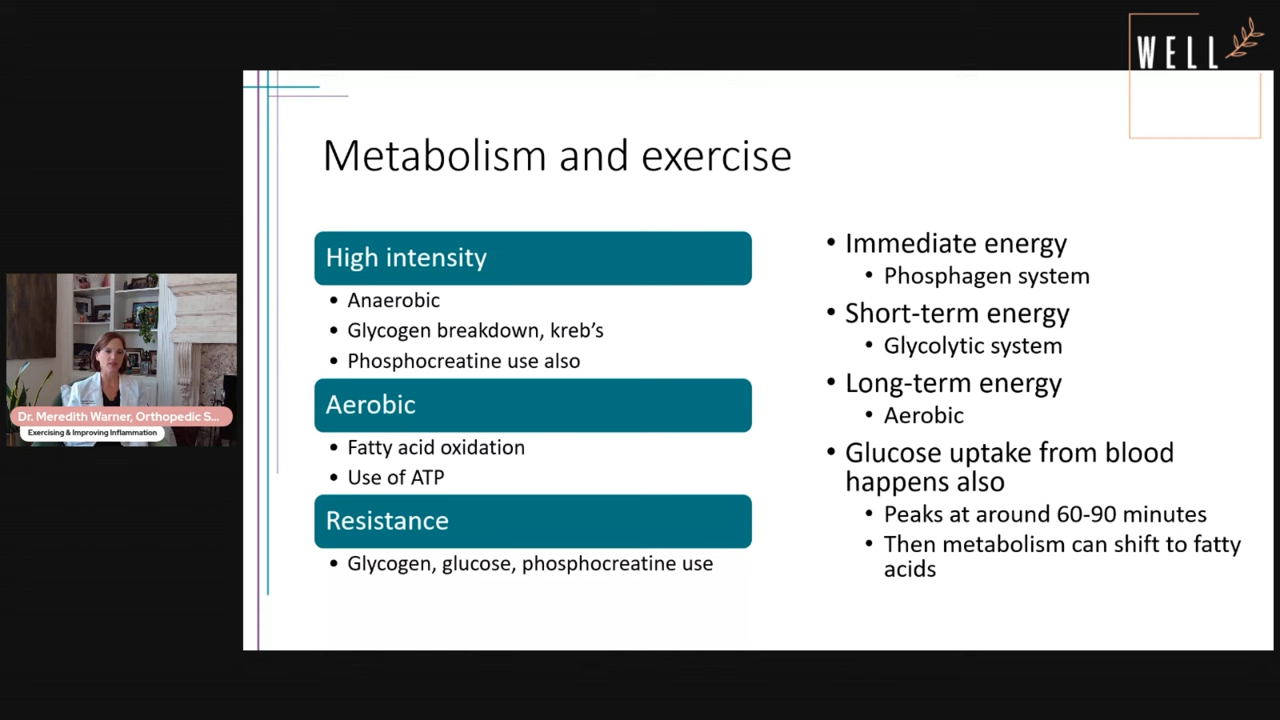 WELL
Metabolism and exercise
High intensity
• Anaerobic
• Glycogen breakdown, kreb's
• Phosphocreatine use also
Aerobic
• Fatty acid oxidation
• Use of ATP
Resistance
• Glycogen, glucose, phosphocreatine use
• Immediate energy
• Phosphagen system
• Short-term energy
• Glycolytic system
• Long-term energy
• Aerobic
• Glucose uptake from blood
happens also
• Peaks at around 60-90 minutes
• Then metabolism can shift to fatty
acids
Dr. Meredith Warner, Orthopedic S...
Exercising & Improving Inflammation